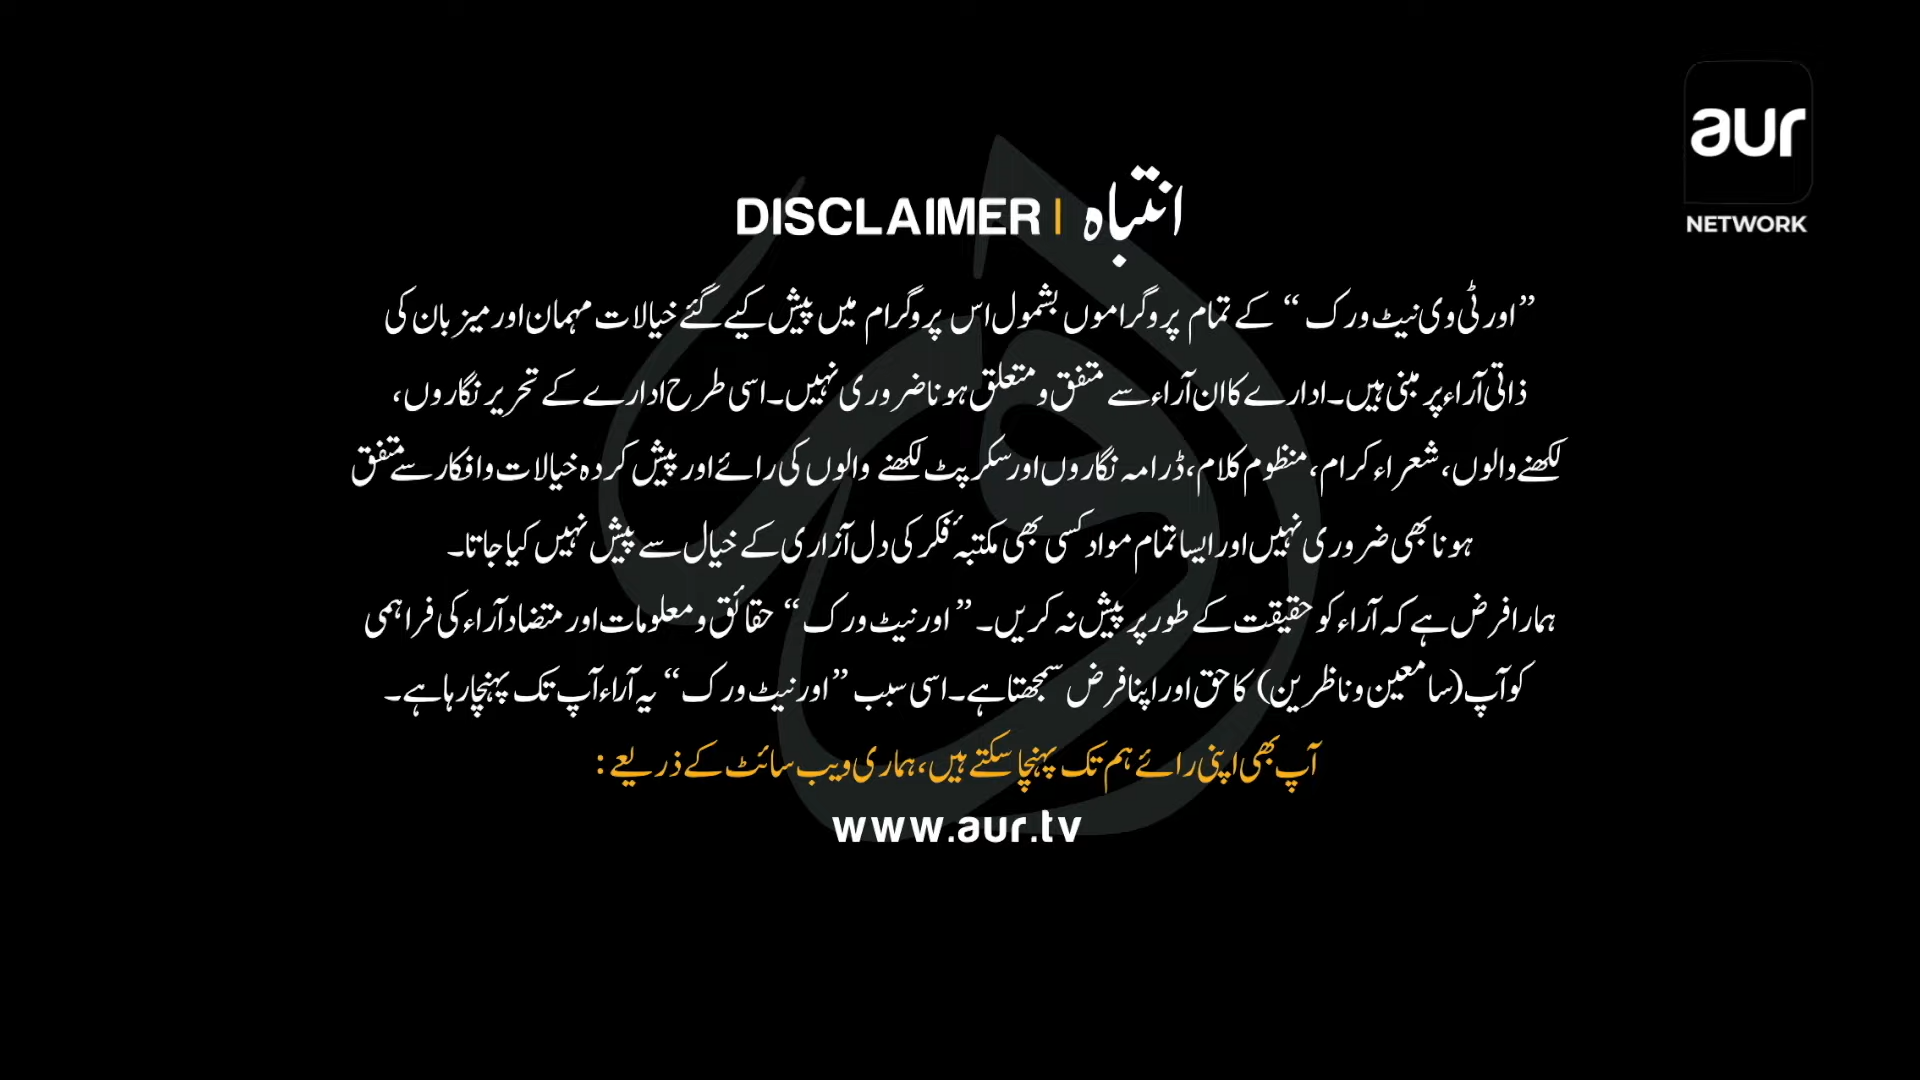 aur
NETWORK
DISCLAIMER | انتباہ
”اور ٹی وی نیٹ ورک“ کے تمام پروگراموں بشمول اس پروگرام میں پیش کیے گئے خیالات مہمان اور میزبان کی
ذاتی آراء پر مبنی ہیں۔ ادارے کا ان آراء سے متفق و متعلق ہونا ضروری نہیں۔ اسی طرح ادارے کے تحریر نگاروں،
لکھنے والوں، شعراء کرام، منظوم کلام، ڈرامہ نگاروں اور سکرپٹ لکھنے والوں کی رائے اور پیش کردہ خیالات و افکار سے متفق
ہونا بھی ضروری نہیں اور ایسا تمام مواد کسی بھی مکتبۂ فکر کی دل آزاری کے خیال سے پیش نہیں کیا جاتا۔
ہمارا فرض ہے کہ آراء کو حقیقت کے طور پر پیش نہ کریں۔ ”اور نیٹ ورک“ حقائق و معلومات اور متضاد آراء کی فراہمی
کو آپ (سامعین و ناظرین) کا حق اور اپنا فرض سمجھتا ہے۔ اسی سبب ”اور نیٹ ورک“ یہ آراء آپ تک پہنچا رہا ہے۔
آپ بھی اپنی رائے ہم تک پہنچا سکتے ہیں، ہماری ویب سائٹ کے ذریعے:
www.aur.tv